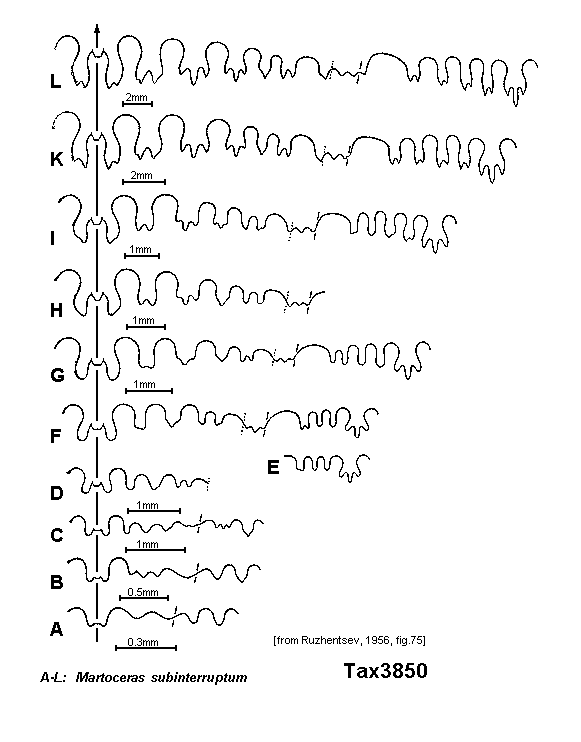 L
2mm
K
2mm
I
1mm
H
1mm
G
1mm
F
E
D
1mm
C
1mm
B
0.5mm
A
0.3mm
[from Ruzhentsev, 1956, fig.75]
Tax3850
A-L: Martoceras subinterruptum